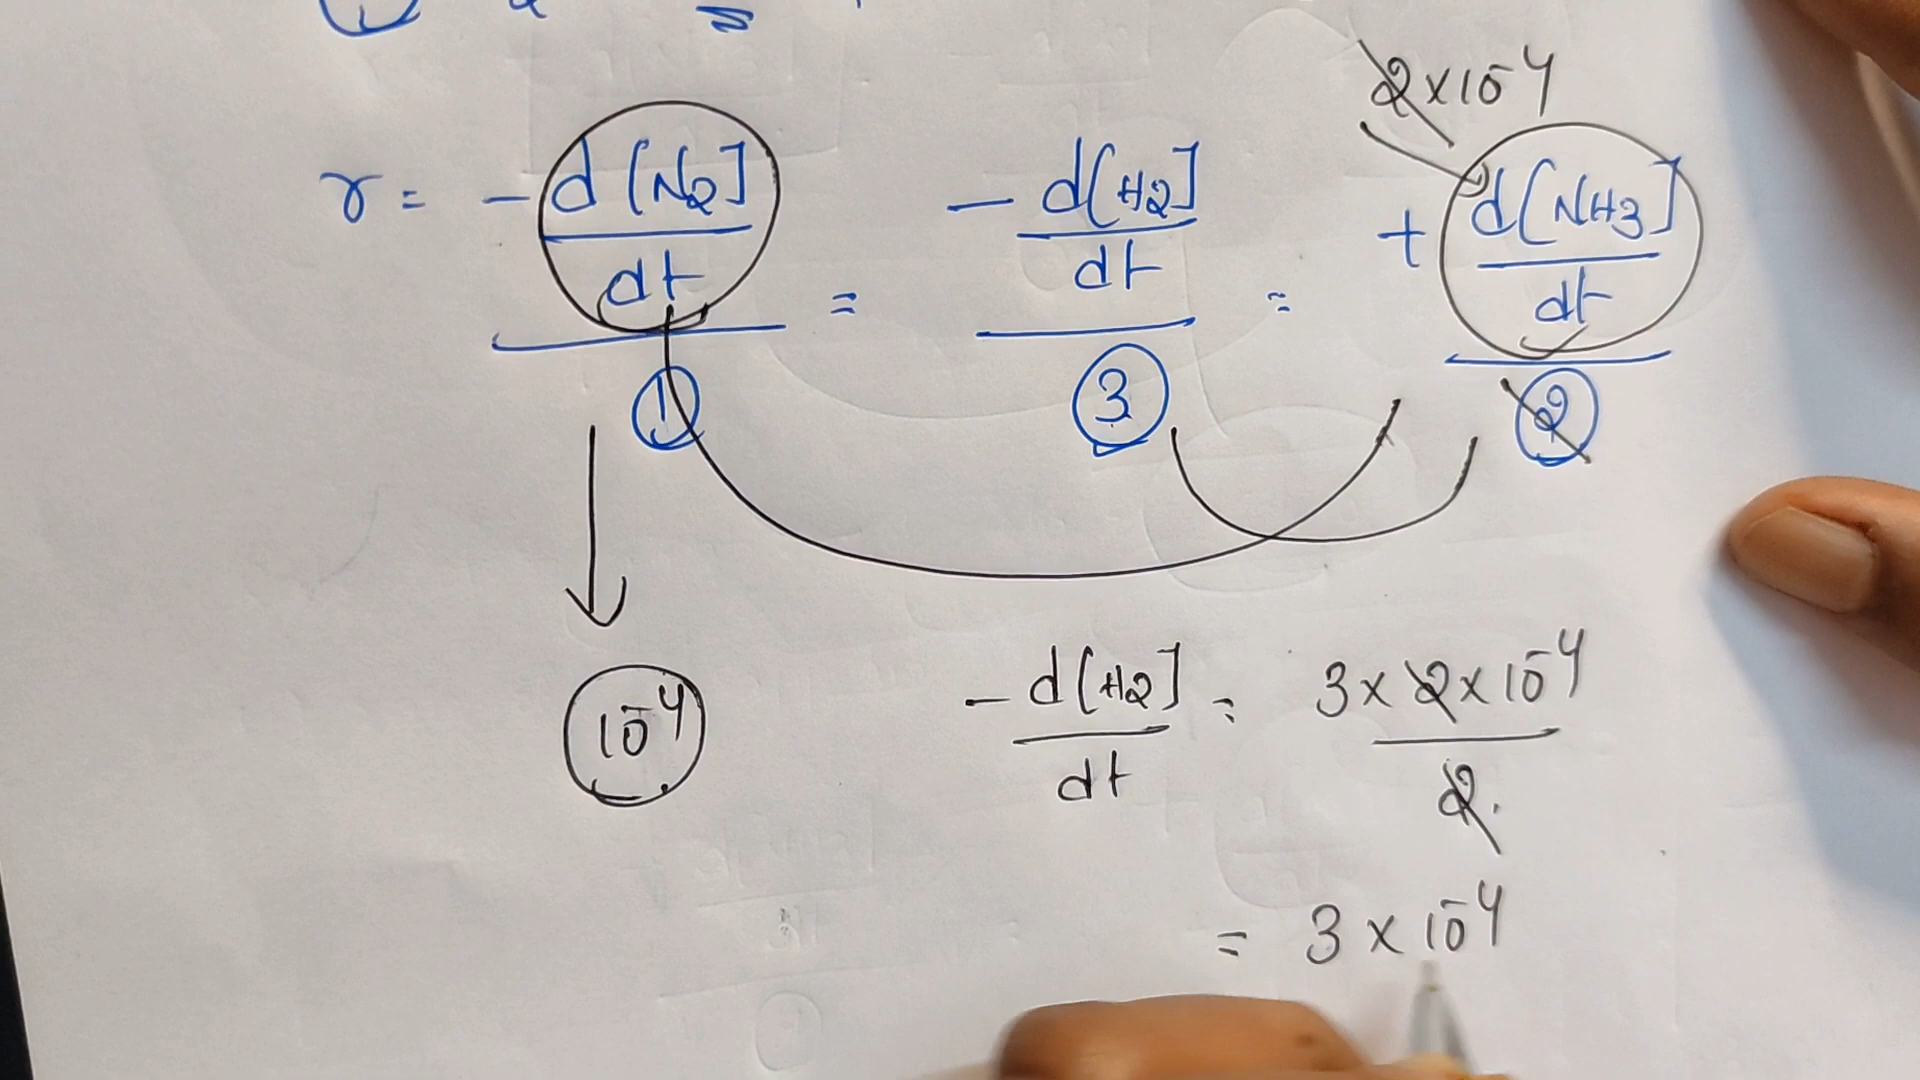 2×10⁻⁴
r = -d[N2]/dt / 1 = -d[H2]/dt / 3 = +d[NH3]/dt / 2
10⁻⁴
-d[H2]/dt = 3×2×10⁻⁴/2.
= 3×10⁻⁴